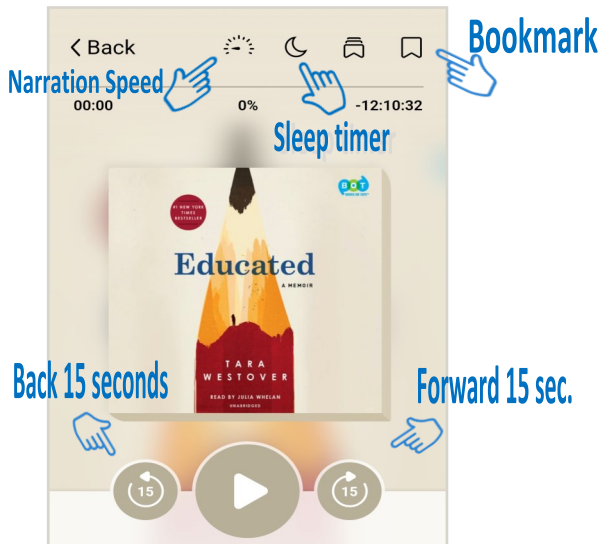 Back
Bookmark
Narration Speed
00:00
0%
-12:10:32
Sleep timer
BOT
#1 NEW YORK
TIMES
BESTSELLER
Educated
A MEMOIR
TARA
WESTOVER
READ BY JULIA WHELAN
UNABRIDGED
Back 15 seconds
Forward 15 sec.
15
15